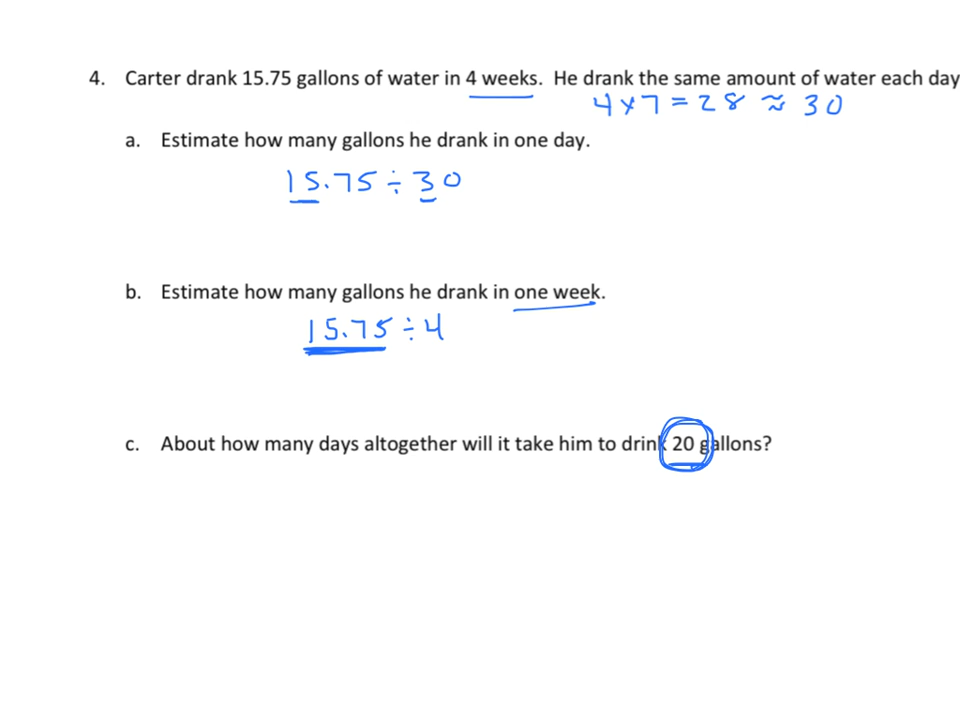 4. Carter drank 15.75 gallons of water in 4 weeks. He drank the same amount of water each day
4 x 7 = 28 ≈ 30
a. Estimate how many gallons he drank in one day.
15.75 ÷ 30
b. Estimate how many gallons he drank in one week.
15.75 ÷ 4
c. About how many days altogether will it take him to drink 20 gallons?